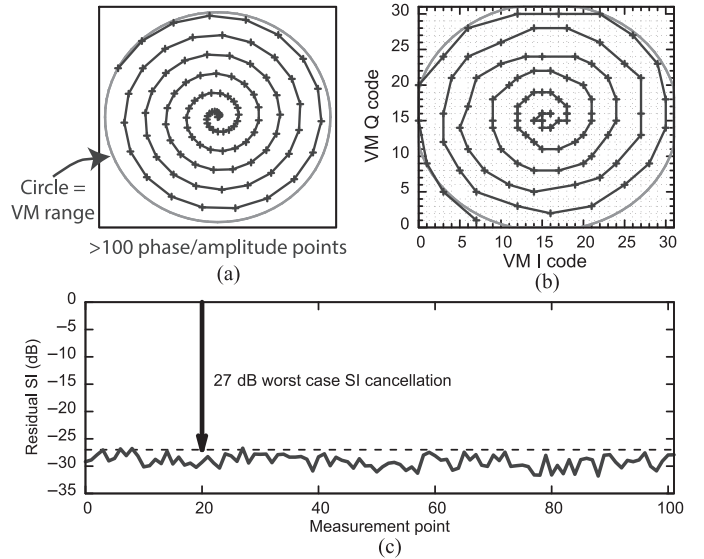 (a)
Circle =
VM range
>100 phase/amplitude points
(b)
VM Q code
30
25
20
15
10
5
0
0 5 10 15 20 25 30
VM I code
(c)
Residual SI (dB)
0
−5
−10
−15
−20
−25
−30
−35
27 dB worst case SI cancellation
0 20 40 60 80 100
Measurement point